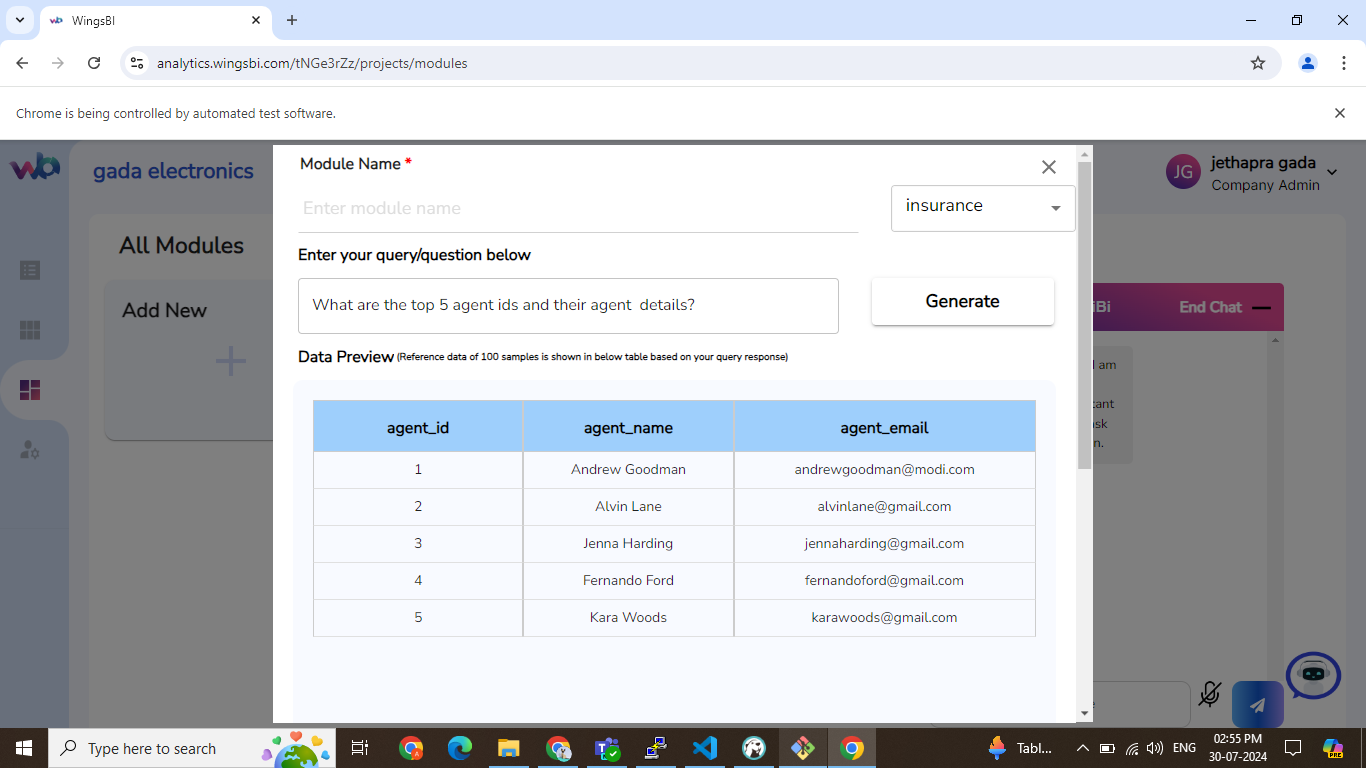 WingsBI
analytics.wingsbi.com/tNGe3rZz/projects/modules
Chrome is being controlled by automated test software.
gada electronics
JG
jethapra gada
Company Admin
All Modules
Add New
Module Name *
Enter module name
insurance
Enter your query/question below
What are the top 5 agent ids and their agent  details?
Generate
Data Preview (Reference data of 100 samples is shown in below table based on your query response)
agent_id agent_name agent_email
1 Andrew Goodman andrewgoodman@modi.com
2 Alvin Lane alvinlane@gmail.com
3 Jenna Harding jennaharding@gmail.com
4 Fernando Ford fernandoford@gmail.com
5 Kara Woods karawoods@gmail.com
End Chat
am
Type here to search
Tabl...
ENG
02:55 PM
30-07-2024
PRE